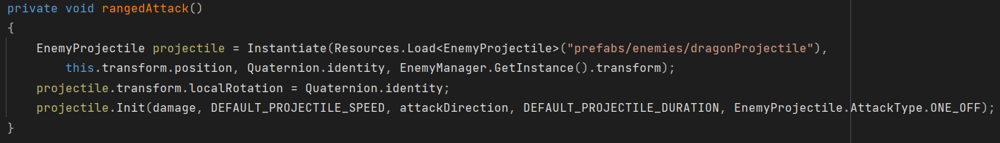 private void rangedAttack()
{
    EnemyProjectile projectile = Instantiate(Resources.Load<EnemyProjectile>("prefabs/enemies/dragonProjectile"),
        this.transform.position, Quaternion.identity, EnemyManager.GetInstance().transform);
    projectile.transform.localRotation = Quaternion.identity;
    projectile.Init(damage, DEFAULT_PROJECTILE_SPEED, attackDirection, DEFAULT_PROJECTILE_DURATION, EnemyProjectile.AttackType.ONE_OFF);
}